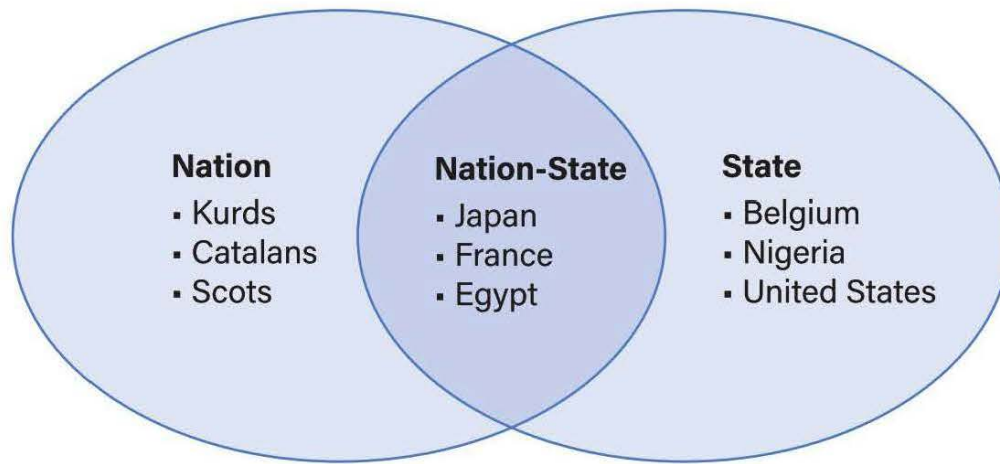 Nation
▪ Kurds
▪ Catalans
▪ Scots
Nation-State
▪ Japan
▪ France
▪ Egypt
State
▪ Belgium
▪ Nigeria
▪ United States